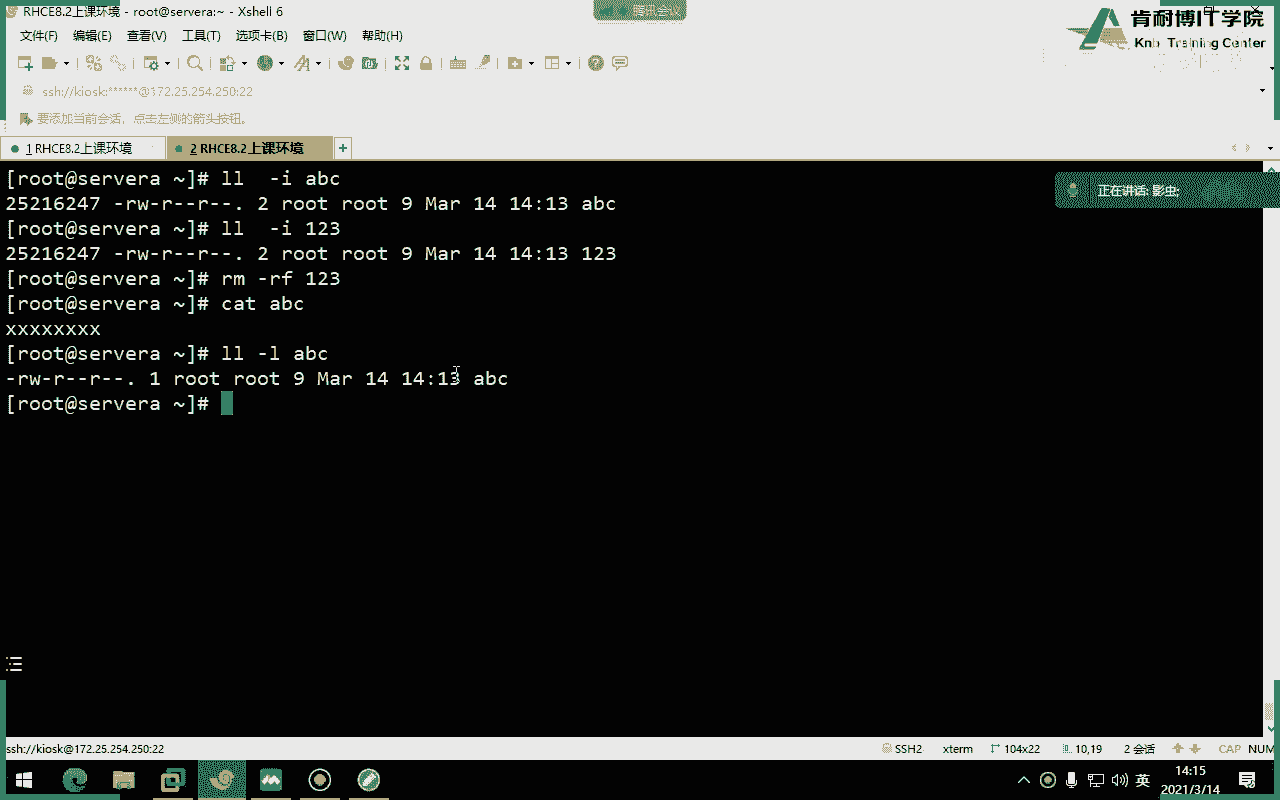 RHCE8.2上课环境 - root@servera:~ - Xshell 6
腾讯会议
肯耐博IT学院
Knb Training Center
文件(F) 编辑(E) 查看(V) 工具(T) 选项卡(B) 窗口(W) 帮助(H)
ssh://kiosk:******@172.25.254.250:22
要添加当前会话，点击左侧的箭头按钮。
1 RHCE8.2上课环境
2 RHCE8.2上课环境
正在讲话: 影虫;
[root@servera ~]# ll  -i abc
25216247 -rw-r--r--. 2 root root 9 Mar 14 14:13 abc
[root@servera ~]# ll  -i 123
25216247 -rw-r--r--. 2 root root 9 Mar 14 14:13 123
[root@servera ~]# rm -rf 123
[root@servera ~]# cat abc
xxxxxxxx
[root@servera ~]# ll -l abc
-rw-r--r--. 1 root root 9 Mar 14 14:13 abc
[root@servera ~]#
ssh://kiosk@172.25.254.250:22 SSH2 xterm 104x22 10,19 2 会话 CAP NUM
英
14:15
2021/3/14